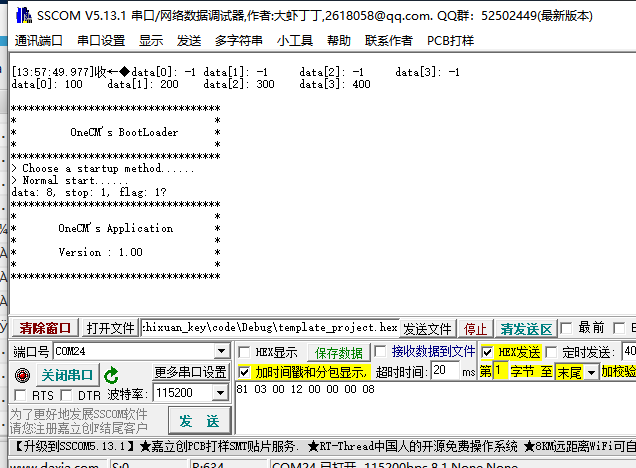 SSCOM V5.13.1 串口/网络数据调试器,作者:大虾丁丁,2618058@qq.com. QQ群: 52502449(最新版本)
通讯端口 串口设置 显示 发送 多字符串 小工具 帮助 联系作者 PCB打样
[13:57:49.977]收←◆data[0]: -1 data[1]: -1 data[2]: -1 data[3]: -1
data[0]: 100 data[1]: 200 data[2]: 300 data[3]: 400
***********************************
* *
* OneCM's BootLoader *
* *
***********************************
> Choose a startup method......
> Normal start......
data: 8, stop: 1, flag: 1?
***********************************
* *
* OneCM's Application *
* *
* Version : 1.00 *
* *
***********************************
清除窗口 打开文件 hixuan_key\code\Debug\template_project.hex 发送文件 停止 清发送区 最前
端口号 COM24 HEX显示 保存数据 接收数据到文件 HEX发送 定时发送: 40
关闭串口 更多串口设置 加时间戳和分包显示, 超时时间: 20 ms 第1 字节 至 末尾 加校验
RTS DTR 波特率: 115200 81 03 00 12 00 00 00 08
为了更好地发展SSCOM软件
请您注册嘉立创F结尾客户
发 送
【升级到SSCOM5.13.1】★嘉立创PCB打样SMT贴片服务. ★RT-Thread中国人的开源免费操作系统 ★8KM远距离WiFi可自
www.daxia.com S:0 R:634 COM24 已打开 115200bps,8,1,None,None